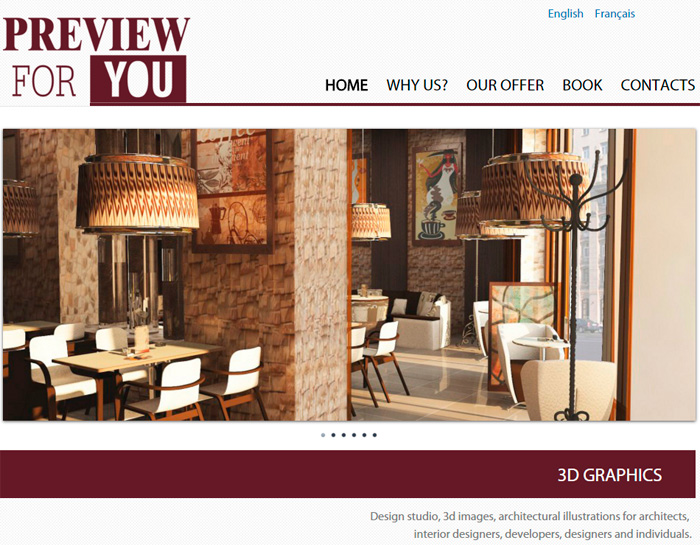 English Français
PREVIEW
FOR YOU
HOME WHY US? OUR OFFER BOOK CONTACTS
3D GRAPHICS
Design studio, 3d images, architectural illustrations for architects,
interior designers, developers, designers and individuals.